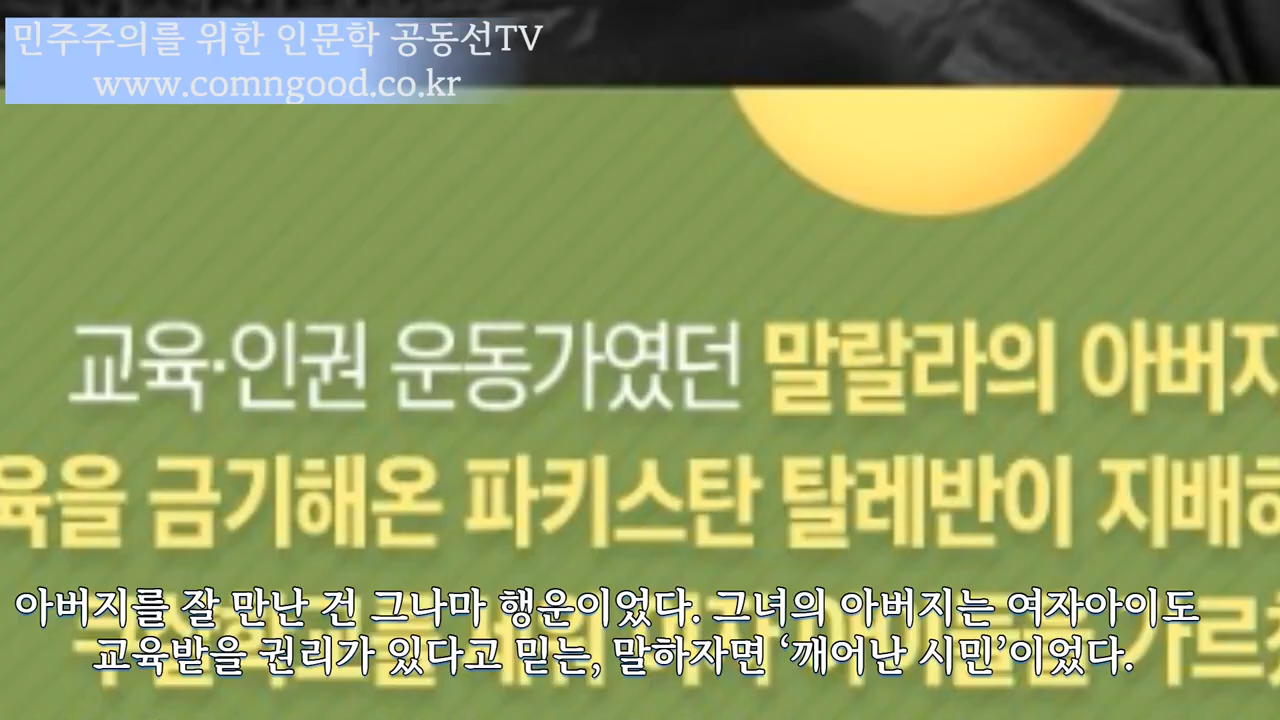 민주주의를 위한 인문학 공동선TV
www.comngood.co.kr
교육·인권 운동가였던 말랄라의 아버지
육을 금기해온 파키스탄 탈레반이 지배하
아버지를 잘 만난 건 그나마 행운이었다. 그녀의 아버지는 여자아이도
교육받을 권리가 있다고 믿는, 말하자면 ‘깨어난 시민’이었다.